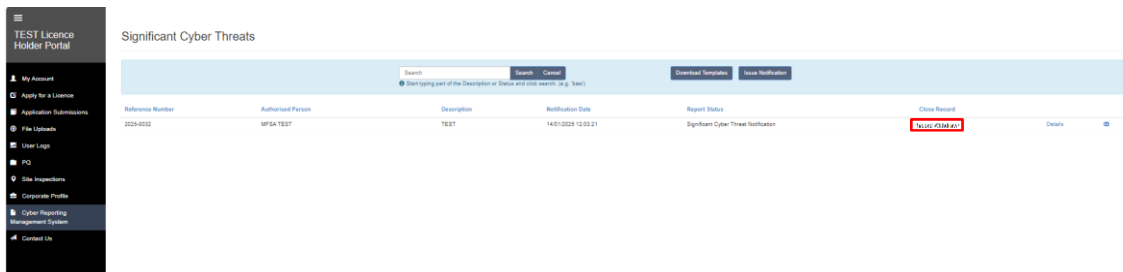 TEST Licence
Holder Portal
My Account
Apply for a Licence
Application Submissions
File Uploads
User Logs
PQ
Site Inspections
Corporate Profile
Cyber Reporting
Management System
Contact Us
Significant Cyber Threats
Search Search Cancel Download Templates Issue Notification
Start typing part of the Description or Status and click search. (e.g. 'baw')
Reference Number Authorised Person Description Notification Date Report Status Close Record
2025-0032 MFSA TEST TEST 14/01/2025 12:03:21 Significant Cyber Threat Notification Record Withdrawn Details